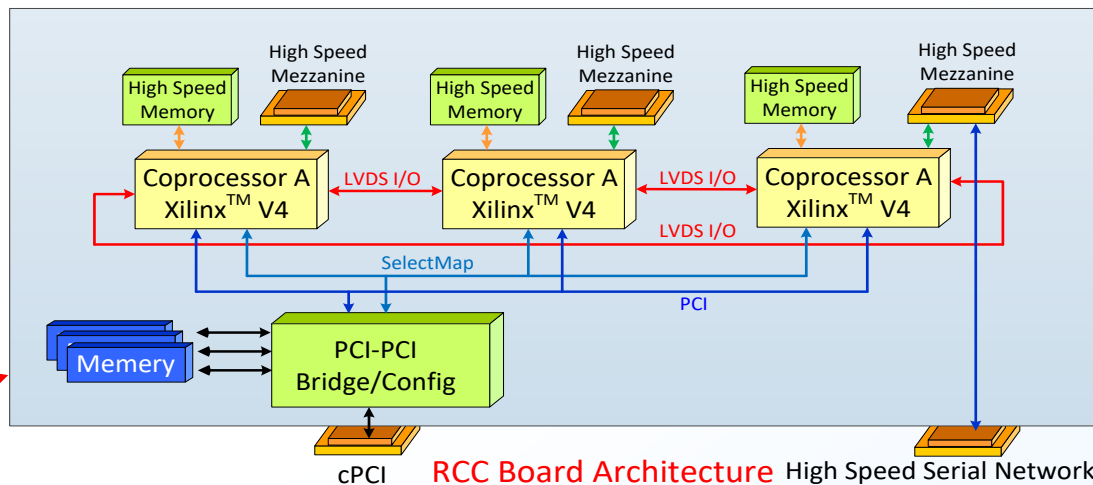 High Speed
Mezzanine
High Speed
Mezzanine
High Speed
Mezzanine
High Speed
Memory
High Speed
Memory
High Speed
Memory
Coprocessor A
Xilinx™ V4
LVDS I/O
Coprocessor A
Xilinx™ V4
LVDS I/O
Coprocessor A
Xilinx™ V4
LVDS I/O
SelectMap
PCI
Memery
PCI-PCI
Bridge/Config
cPCI
RCC Board Architecture
High Speed Serial Network